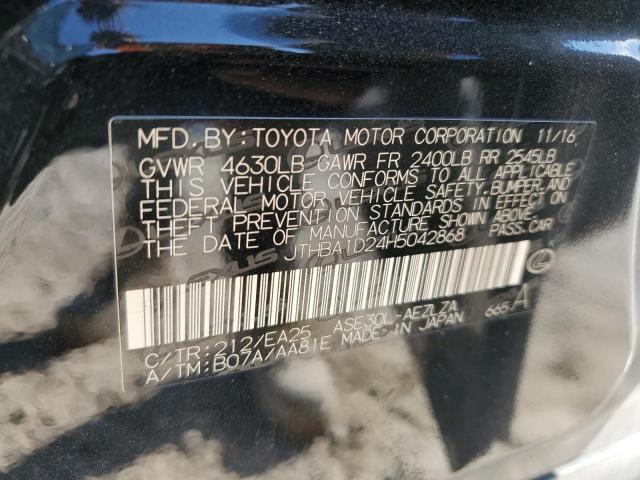 MFD. BY: TOYOTA MOTOR CORPORATION 11/16
GVWR 4630LB GAWR FR 2400LB RR 2545LB
THIS VEHICLE CONFORMS TO ALL APPLICABLE
FEDERAL MOTOR VEHICLE SAFETY, BUMPER, AND
THEFT PREVENTION STANDARDS IN EFFECT ON
THE DATE OF MANUFACTURE SHOWN ABOVE.
JTHBA1D24H5042868 PASS.CAR
C/TR: 212/EA25 ASE30L-AEZLZA 665A
A/TM: B07A/AA81E MADE IN JAPAN